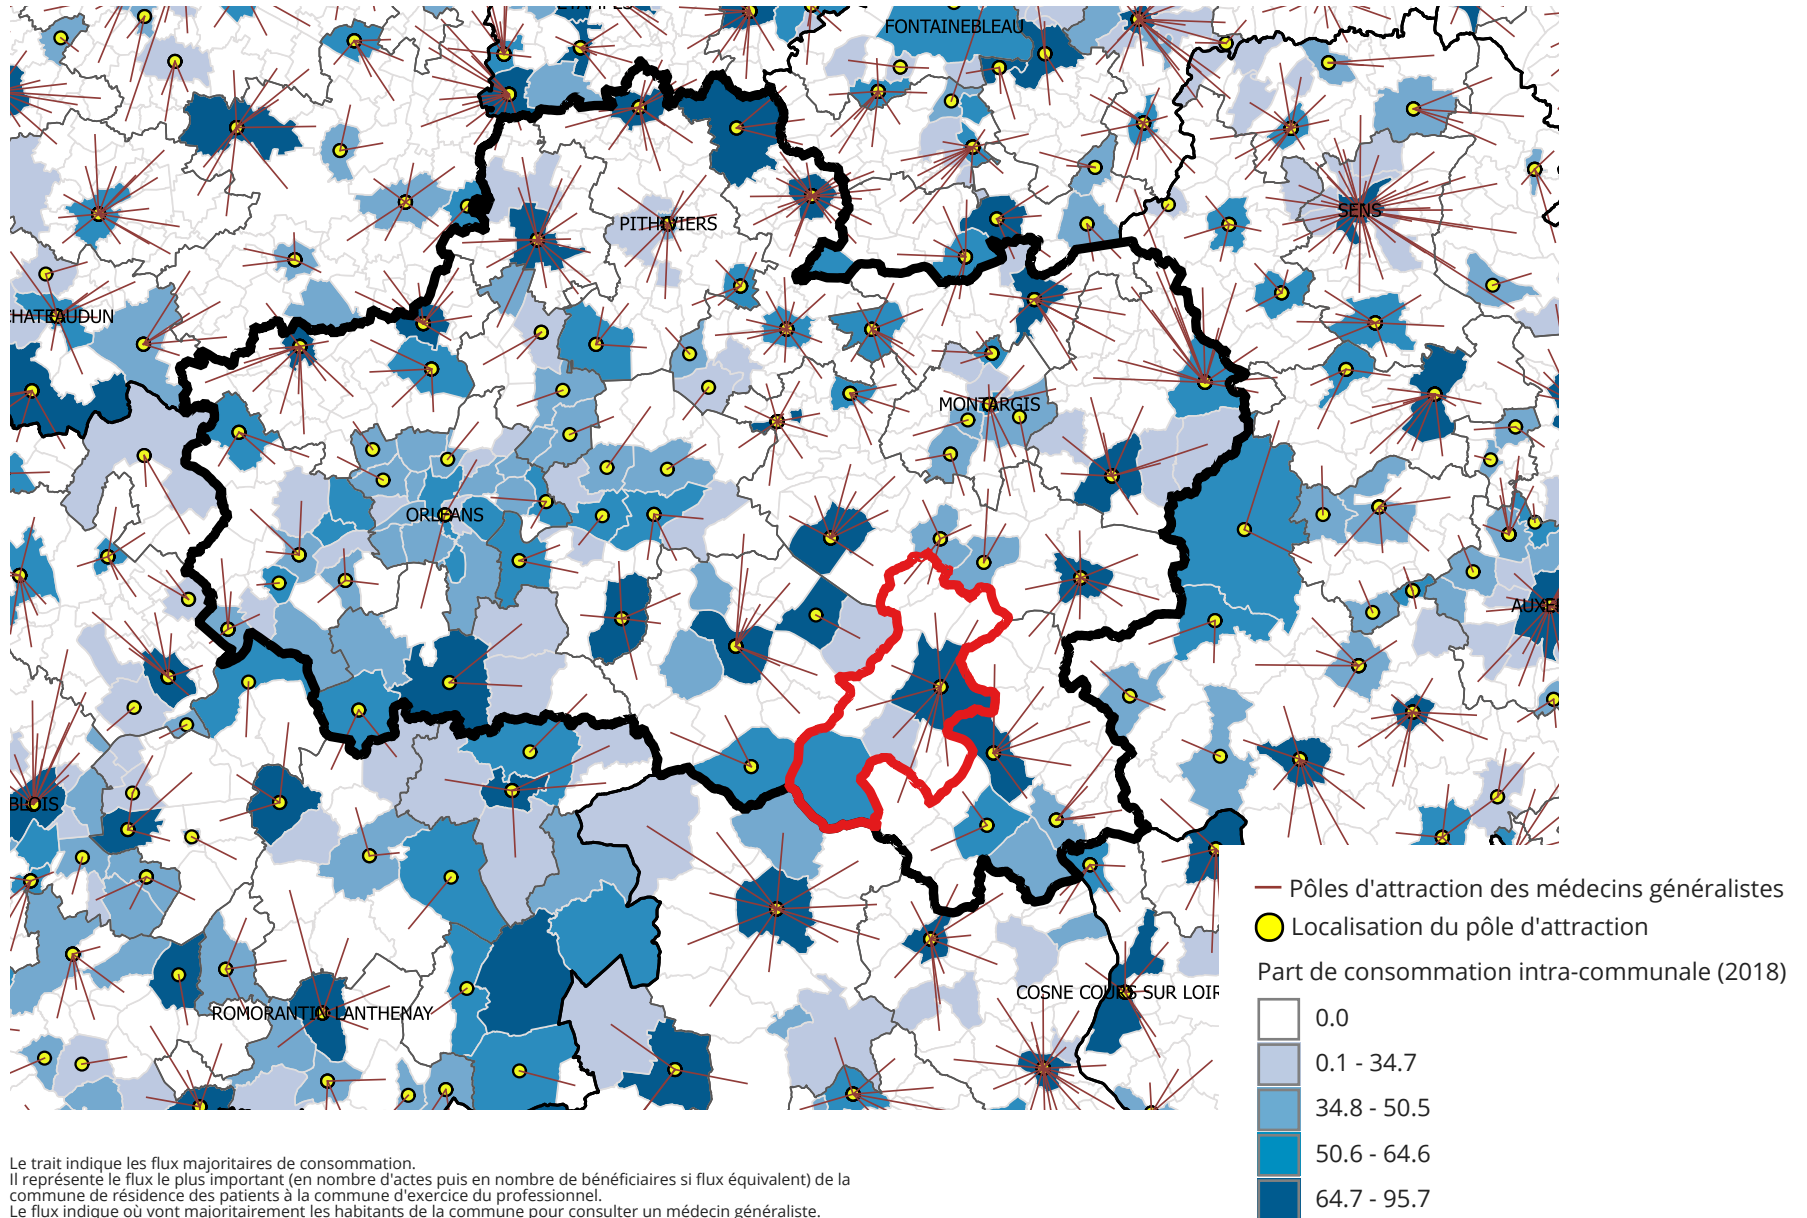 ETAMPES
FONTAINEBLEAU
PITHIVIERS
SENS
CHATEAUDUN
MONTARGIS
ORLEANS
AUXE
BLOIS
COSNE COURS SUR LOIR
ROMORANTIN LANTHENAY
Pôles d'attraction des médecins généralistes
Localisation du pôle d'attraction
Part de consommation intra-communale (2018)
0.0
0.1 - 34.7
34.8 - 50.5
50.6 - 64.6
64.7 - 95.7
Le trait indique les flux majoritaires de consommation.
Il représente le flux le plus important (en nombre d'actes puis en nombre de bénéficiaires si flux équivalent) de la
commune de résidence des patients à la commune d'exercice du professionnel.
Le flux indique où vont majoritairement les habitants de la commune pour consulter un médecin généraliste.